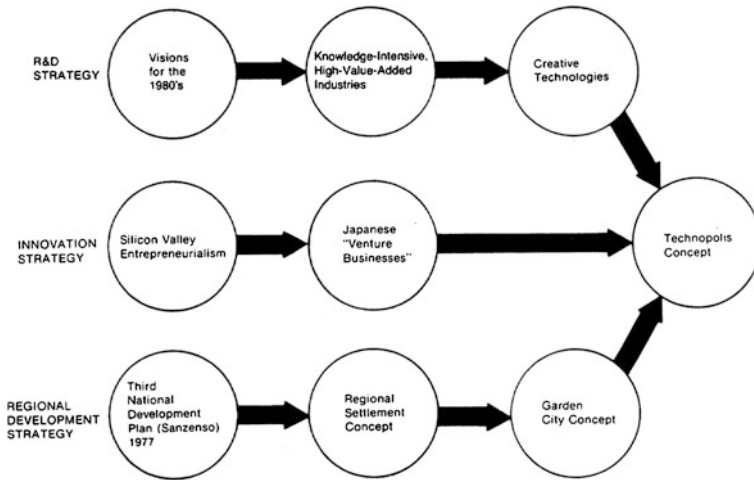 R&D
STRATEGY
Visions
for the
1980's
Knowledge-Intensive,
High-Value-Added
Industries
Creative
Technologies
INNOVATION
STRATEGY
Silicon Valley
Entrepreneurialism
Japanese
"Venture
Businesses"
Technopolis
Concept
REGIONAL
DEVELOPMENT
STRATEGY
Third
National
Development
Plan (Sanzenso)
1977
Regional
Settlement
Concept
Garden
City Concept